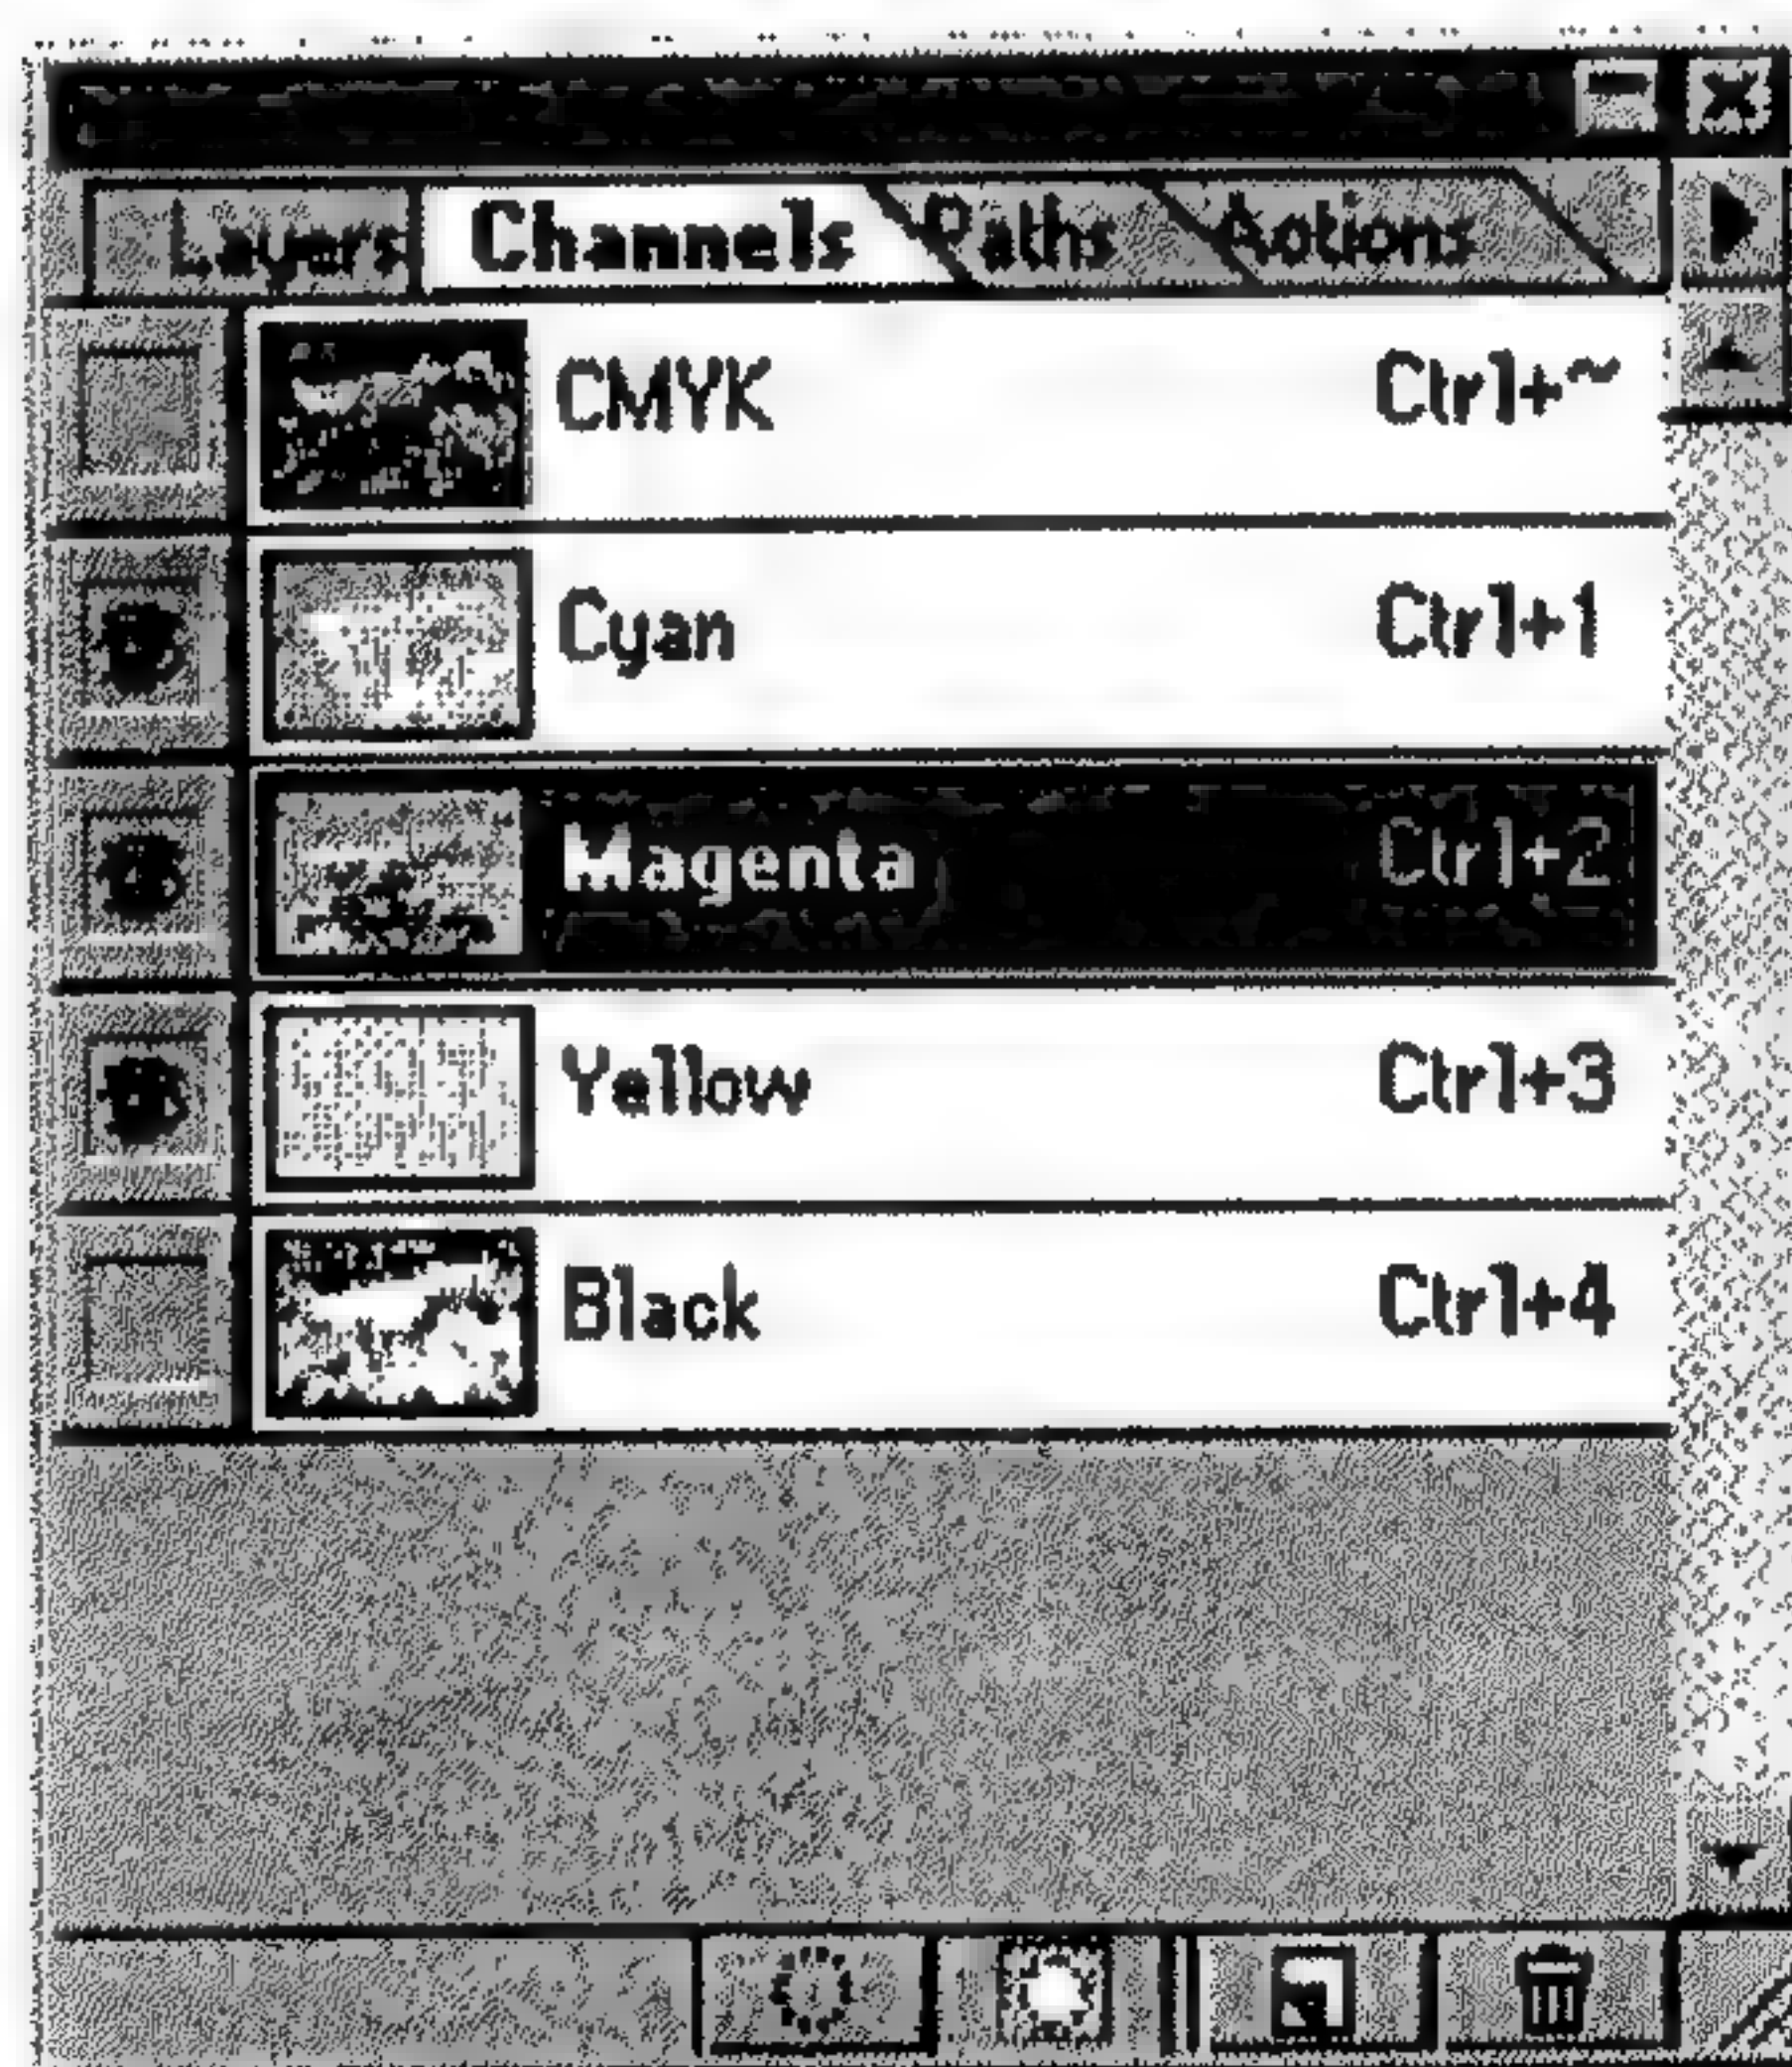 Layers Channels Paths Actions
CMYK Ctrl+~
Cyan Ctrl+1
Magenta Ctrl+2
Yellow Ctrl+3
Black Ctrl+4